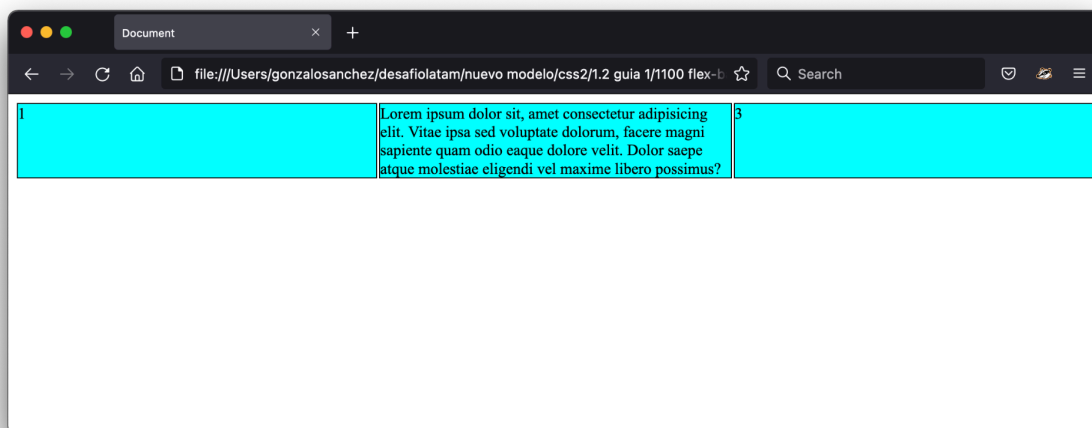 Document
file:///Users/gonzalosanchez/desafiolatam/nuevo modelo/css2/1.2 guia 1/1100 flex-b
Search
1
Lorem ipsum dolor sit, amet consectetur adipisicing
elit. Vitae ipsa sed voluptate dolorum, facere magni
sapiente quam odio eaque dolore velit. Dolor saepe
atque molestiae eligendi vel maxime libero possimus?
3